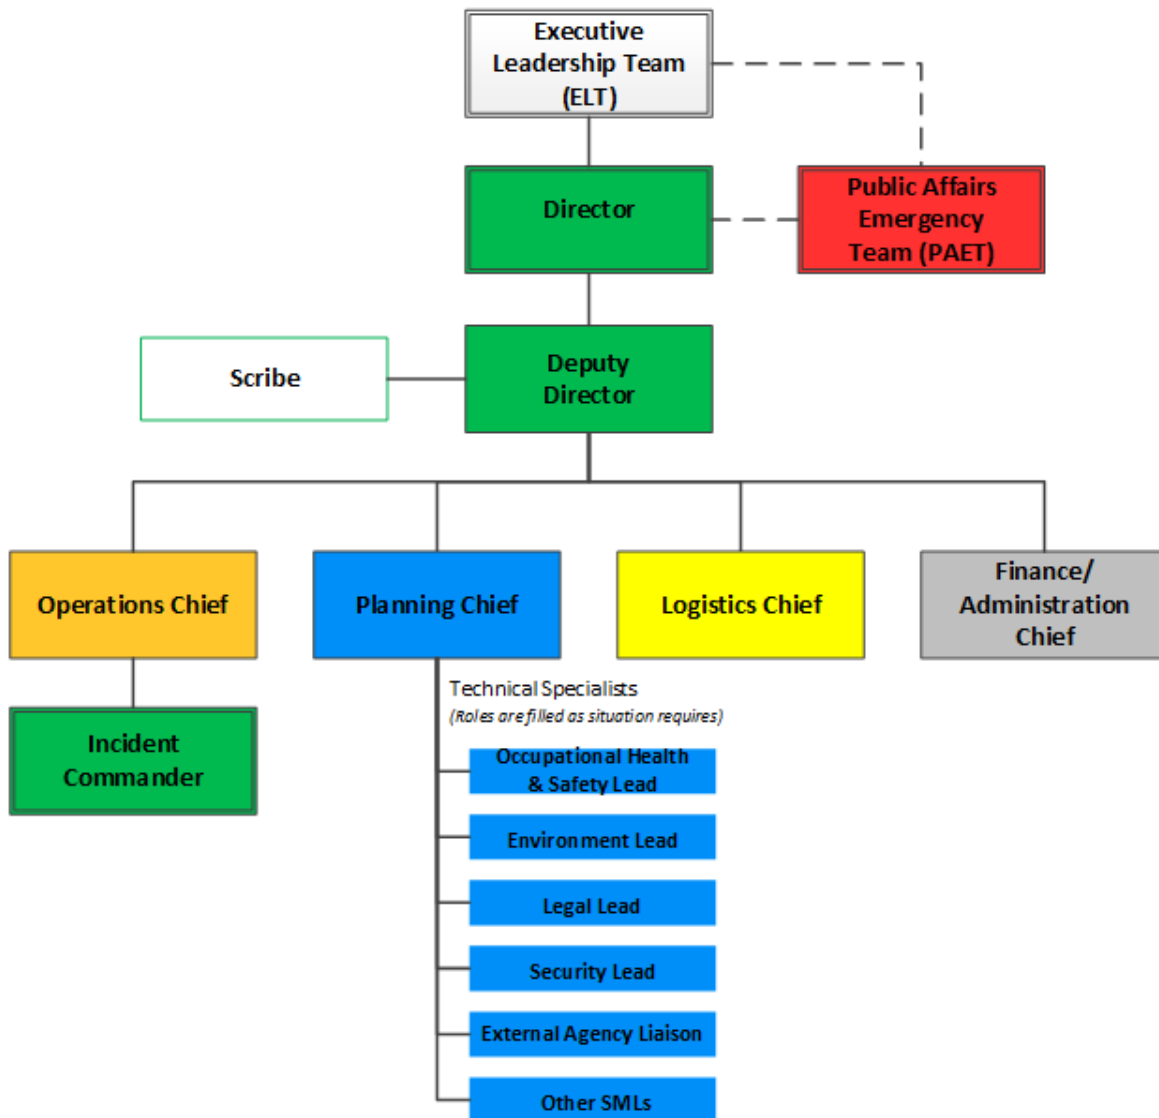 Executive
Leadership Team
(ELT)
Director
Public Affairs
Emergency
Team (PAET)
Scribe
Deputy
Director
Operations Chief
Planning Chief
Logistics Chief
Finance/
Administration
Chief
Incident
Commander
Technical Specialists
(Roles are filled as situation requires)
Occupational Health
& Safety Lead
Environment Lead
Legal Lead
Security Lead
External Agency Liaison
Other SMLs